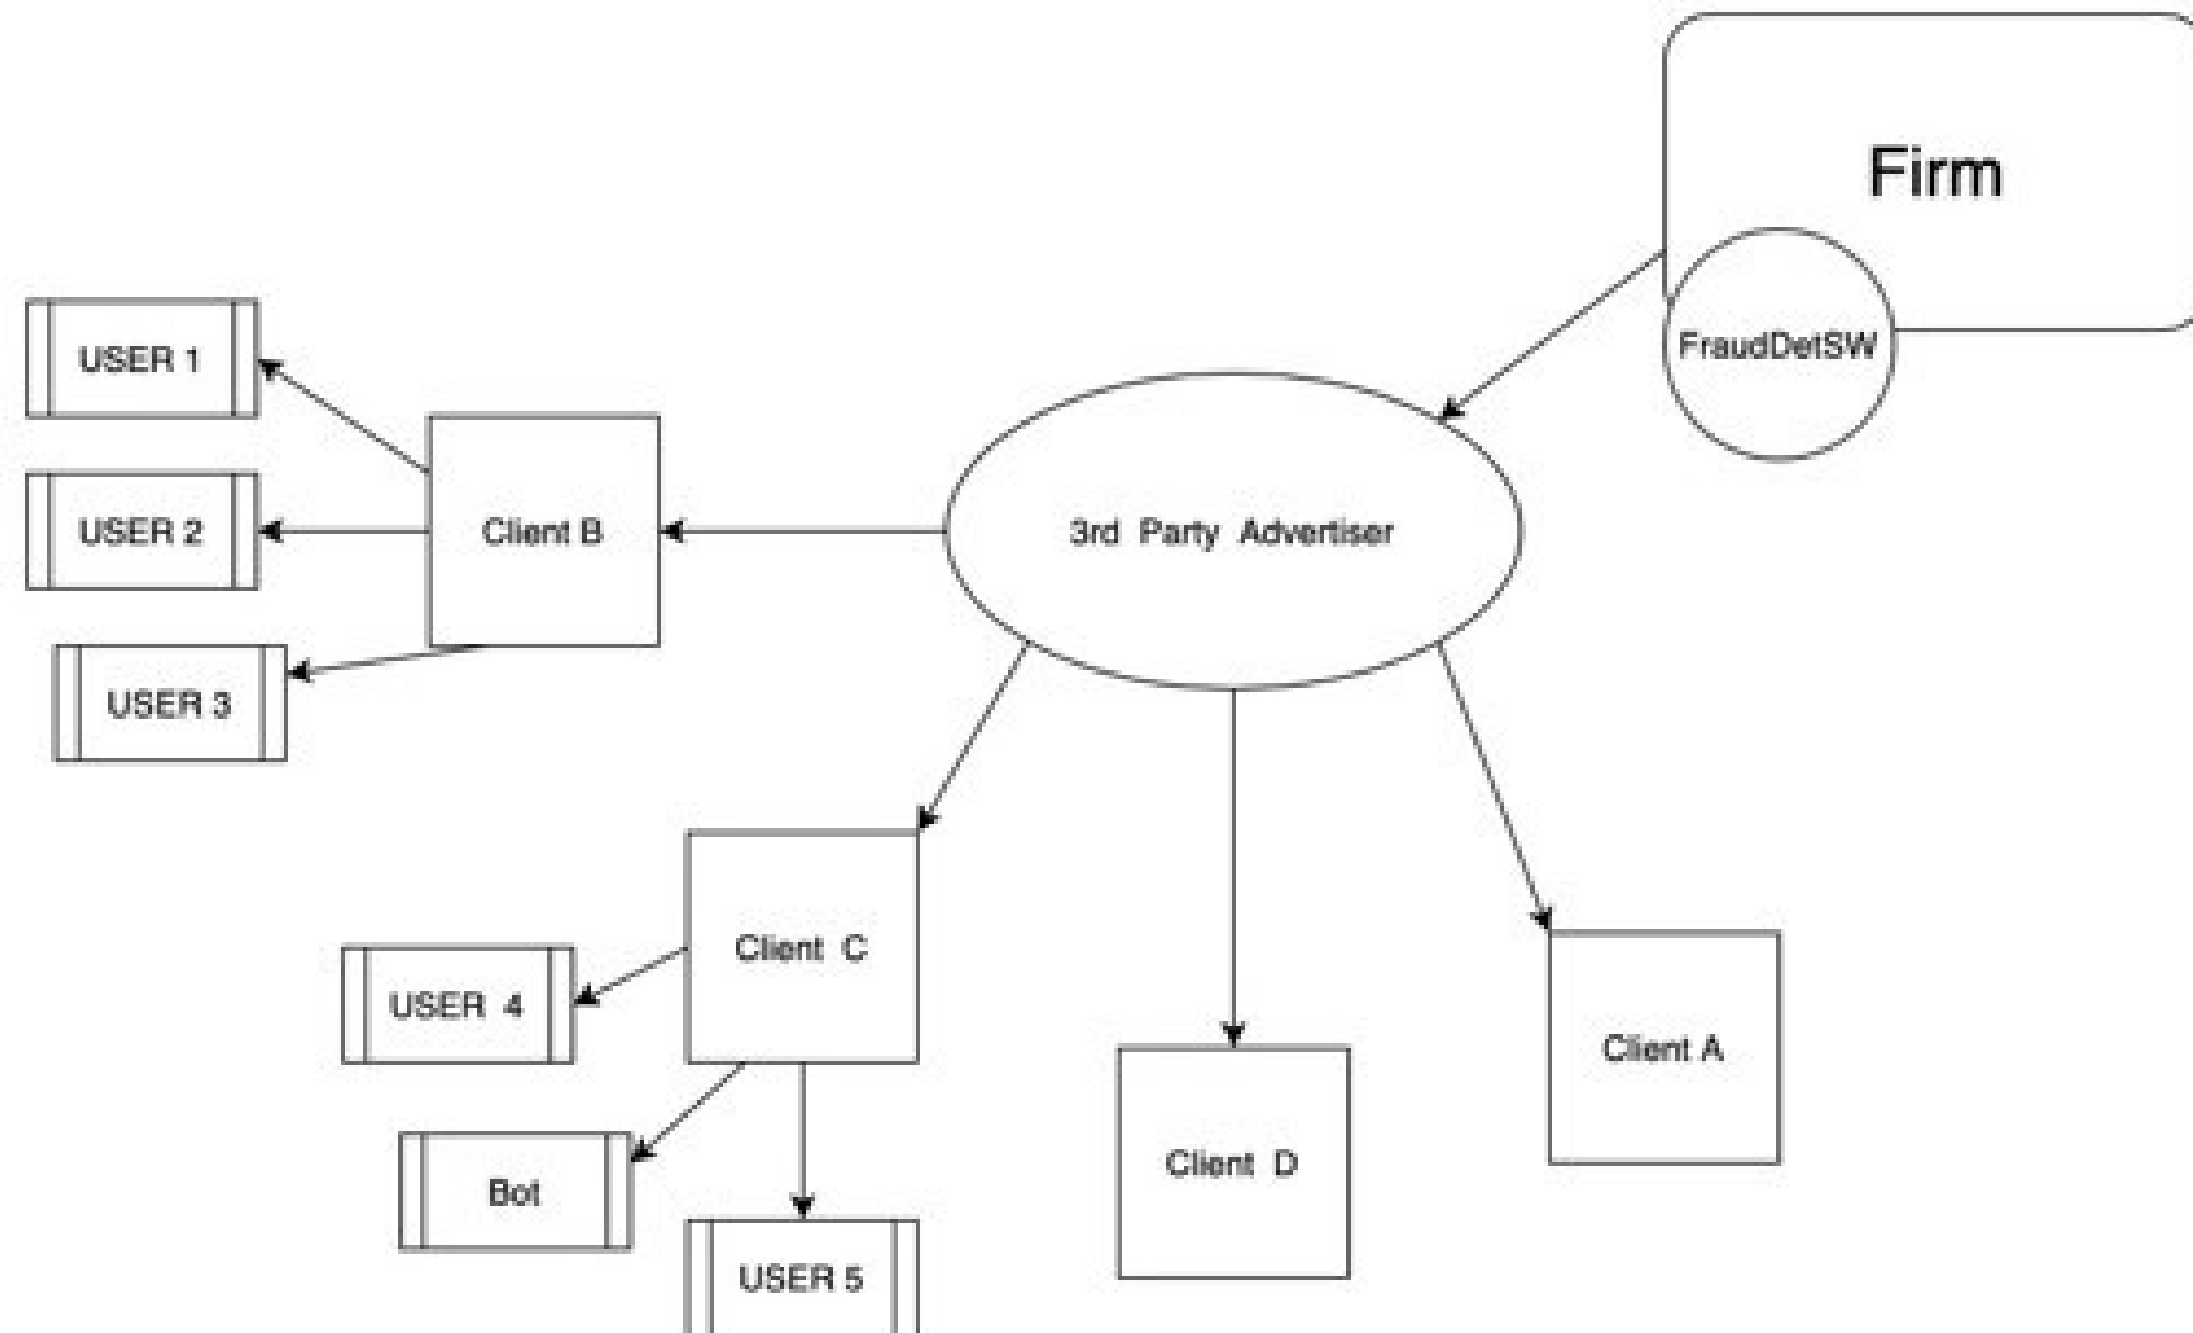 Firm
FraudDetSW
USER 1
USER 2
Client B
3rd Party Advertiser
USER 3
Client C
USER 4
Client A
Client D
Bot
USER 5